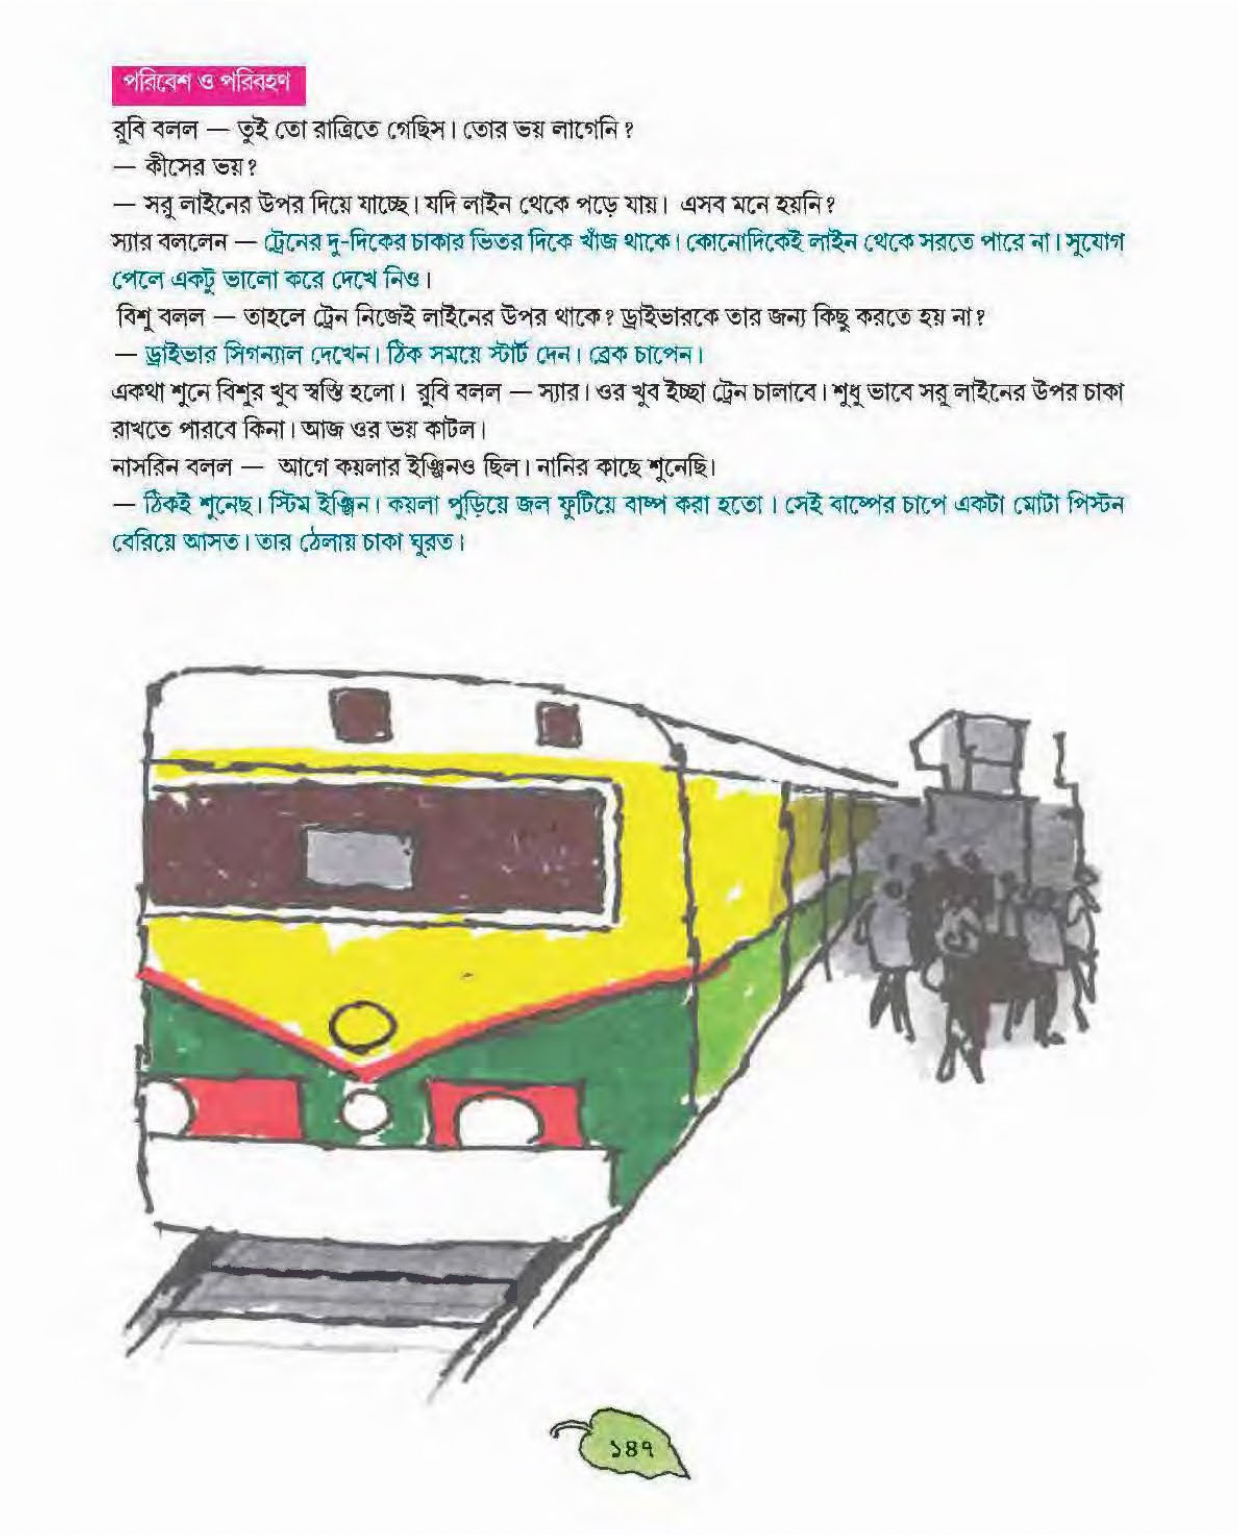 পরিবেশ ও পরিবহণ
রুবি বলল — তুই তো রাত্রিতে গেছিস। তোর ভয় লাগেনি?
— কীসের ভয়?
— সরু লাইনের উপর দিয়ে যাচ্ছে। যদি লাইন থেকে পড়ে যায়। এসব মনে হয়নি?
স্যার বললেন — ট্রেনের দু-দিকের চাকার ভিতর দিকে খাঁজ থাকে। কোনোদিকেই লাইন থেকে সরতে পারে না। সুযোগ
পেলে একটু ভালো করে দেখে নিও।
বিশু বলল — তাহলে ট্রেন নিজেই লাইনের উপর থাকে? ড্রাইভারকে তার জন্য কিছু করতে হয় না?
— ড্রাইভার সিগন্যাল দেখেন। ঠিক সময়ে স্টার্ট দেন। ব্রেক চাপেন।
একথা শুনে বিশুর খুব স্বস্তি হলো। রুবি বলল — স্যার। ওর খুব ইচ্ছা ট্রেন চালাবে। শুধু ভাবে সরু লাইনের উপর চাকা
রাখতে পারবে কিনা। আজ ওর ভয় কাটল।
নাসরিন বলল — আগে কয়লার ইঞ্জিনও ছিল। নানির কাছে শুনেছি।
— ঠিকই শুনেছ। স্টিম ইঞ্জিন। কয়লা পুড়িয়ে জল ফুটিয়ে বাষ্প করা হতো। সেই বাষ্পের চাপে একটা মোটা পিস্টন
বেরিয়ে আসত। তার ঠেলায় চাকা ঘুরত।
১৪৭